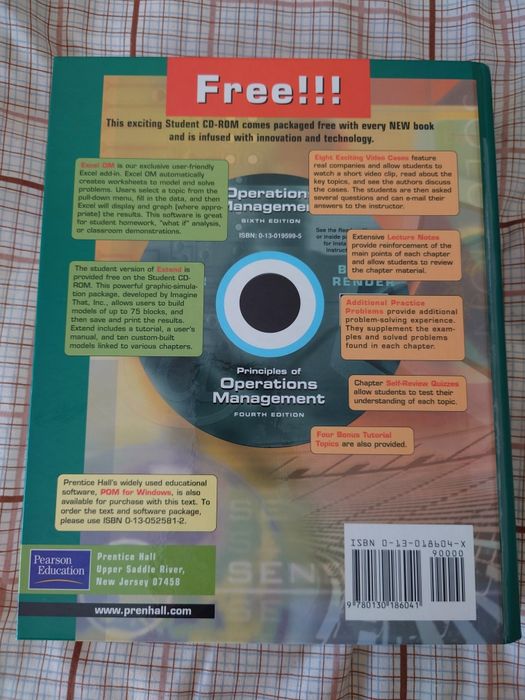 Free!!!
This exciting Student CD-ROM comes packaged free with every NEW book
and is infused with innovation and technology.
Excel OM is our exclusive user-friendly
Excel add-in. Excel OM automatically
creates worksheets to model and solve
problems. Users select a topic from the
pull-down menu, fill in the data, and then
Excel will display and graph (where appro-
priate) the results. This software is great
for student homework, "what if" analysis,
or classroom demonstrations.
The student version of Extend is
provided free on the Student CD-
ROM. This powerful graphic-simula-
tion package, developed by Imagine
That, Inc., allows users to build
models of up to 75 blocks, and
then save and print the results.
Extend includes a tutorial, a user's
manual, and ten custom-built
models linked to various chapters.
Operation
Managemen
SIXTH EDITION
ISBN: 0-13-019599-5
See the Rea
or inside p
for Insta
instruct
RENDER
Principles of
Operations
Management
FOURTH EDITION
Eight Exciting Video Cases feature
real companies and allow students to
watch a short video clip, read about the
key topics, and see the authors discuss
the cases. The students are then asked
several questions and can e-mail their
answers to the instructor.
Extensive Lecture Notes
provide reinforcement of the
main points of each chapter
and allow students to review
the chapter material.
Additional Practice
Problems provide additional
problem-solving experience.
They supplement the exam-
ples and solved problems
found in each chapter.
Chapter Self-Review Quizzes
allow students to test their
understanding of each topic.
Four Bonus Tutorial
Topics are also provided.
Prentice Hall's widely used educational
software, POM for Windows, is also
available for purchase with this text. To
order the text and software package,
please use ISBN 0-13-052581-2.
Pearson
Education
Prentice Hall
Upper Saddle River,
New Jersey 07458
www.prenhall.com
ISBN 0-13-018604-X
90000
9 780130 186041